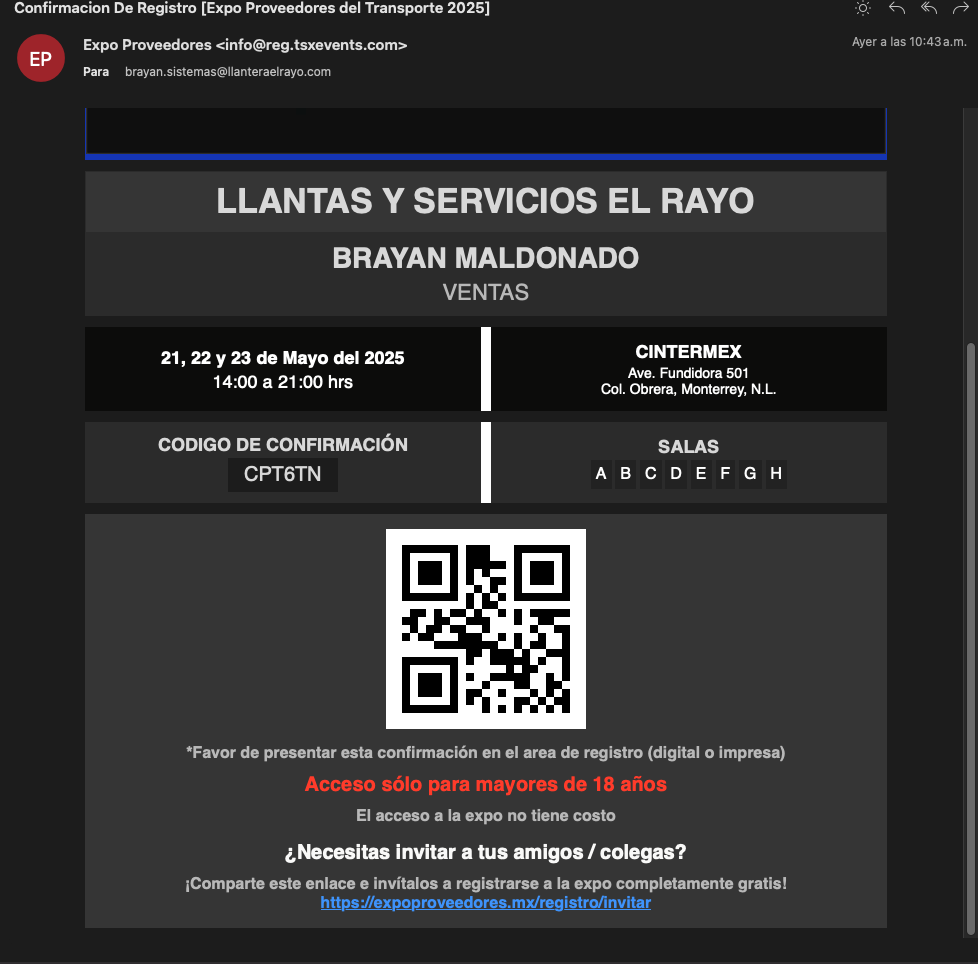 Confirmacion De Registro [Expo Proveedores del Transporte 2025]
EP
Expo Proveedores <info@reg.tsxevents.com>
Ayer a las 10:43 a.m.
Para brayan.sistemas@llanteraelrayo.com
LLANTAS Y SERVICIOS EL RAYO
BRAYAN MALDONADO
VENTAS
21, 22 y 23 de Mayo del 2025
14:00 a 21:00 hrs
CINTERMEX
Ave. Fundidora 501
Col. Obrera, Monterrey, N.L.
CODIGO DE CONFIRMACIÓN
CPT6TN
SALAS
A B C D E F G H
*Favor de presentar esta confirmación en el area de registro (digital o impresa)
Acceso sólo para mayores de 18 años
El acceso a la expo no tiene costo
¿Necesitas invitar a tus amigos / colegas?
¡Comparte este enlace e invítalos a registrarse a la expo completamente gratis!
https://expoproveedores.mx/registro/invitar